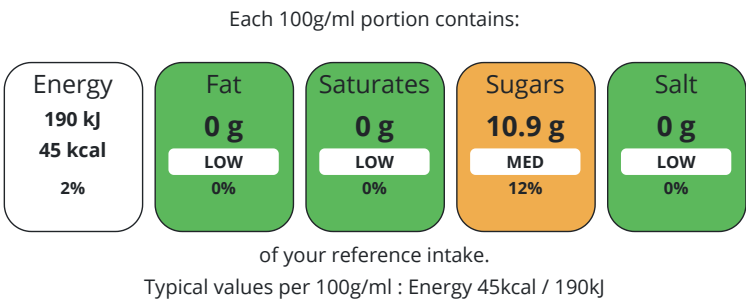 Each 100g/ml portion contains:
Energy
190 kJ
45 kcal
2%
Fat
0 g
LOW
0%
Saturates
0 g
LOW
0%
Sugars
10.9 g
MED
12%
Salt
0 g
LOW
0%
of your reference intake.
Typical values per 100g/ml : Energy 45kcal / 190kJ